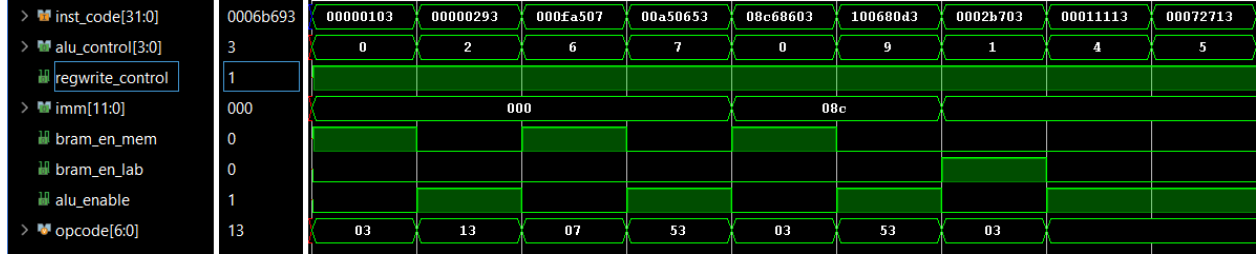 inst_code[31:0] 0006b693 00000103 00000293 000fa507 00a50653 08c68603 100680d3 0002b703 00011113 00072713
alu_control[3:0] 3 0 2 6 7 0 9 1 4 5
regwrite_control 1
imm[11:0] 000 000 08c
bram_en_mem 0
bram_en_lab 0
alu_enable 1
opcode[6:0] 13 03 13 07 53 03 53 03